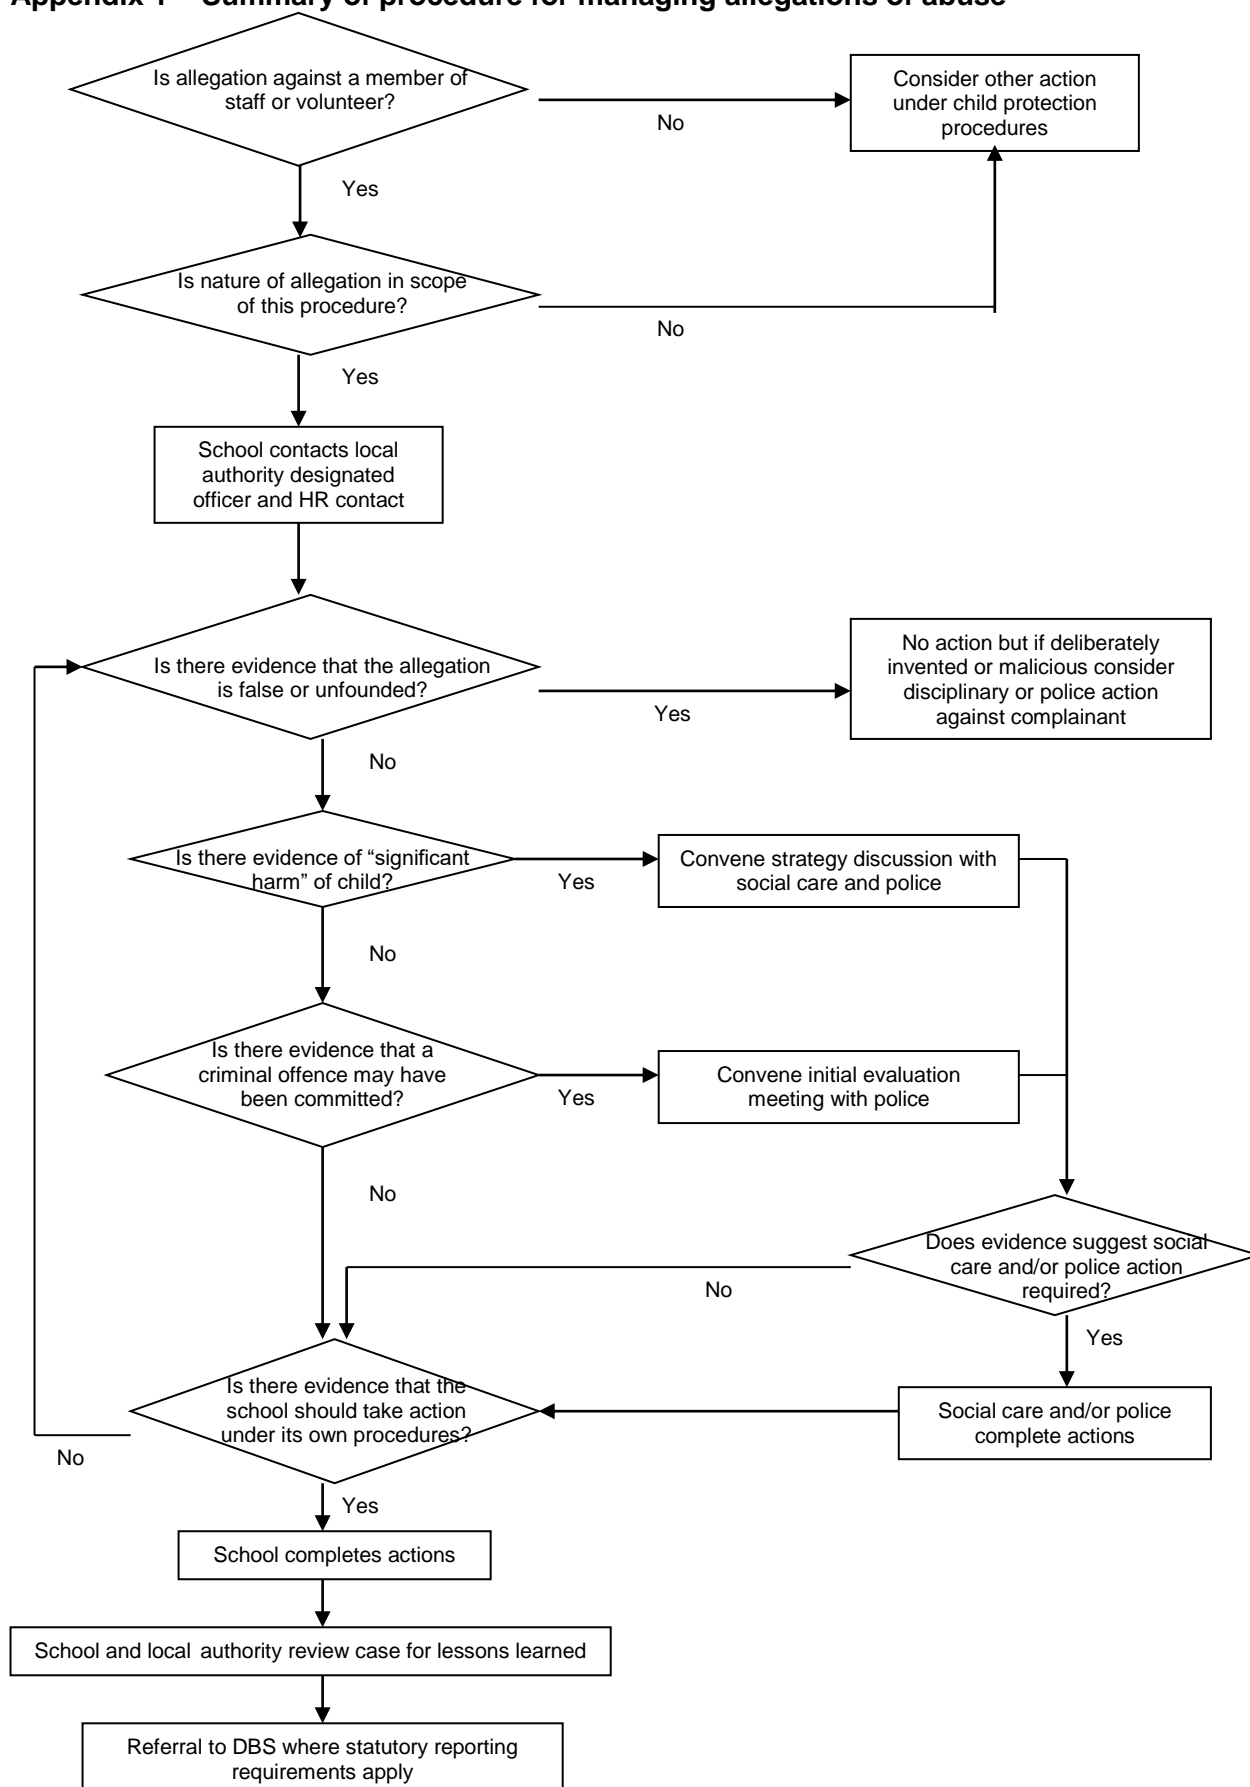 Appendix 1 – Summary of procedure for managing allegations of abuse
Is allegation against a member of
staff or volunteer?
Consider other action
under child protection
procedures
No
Yes
Is nature of allegation in scope
of this procedure?
No
Yes
School contacts local
authority designated
officer and HR contact
Is there evidence that the allegation
is false or unfounded?
No action but if deliberately
invented or malicious consider
disciplinary or police action
against complainant
Yes
No
Is there evidence of “significant
harm” of child?
Yes
Convene strategy discussion with
social care and police
No
Is there evidence that a
criminal offence may have
been committed?
Yes
Convene initial evaluation
meeting with police
No
Does evidence suggest social
care and/or police action
required?
No
Yes
Is there evidence that the
school should take action
under its own procedures?
Social care and/or police
complete actions
No
Yes
School completes actions
School and local authority review case for lessons learned
Referral to DBS where statutory reporting
requirements apply